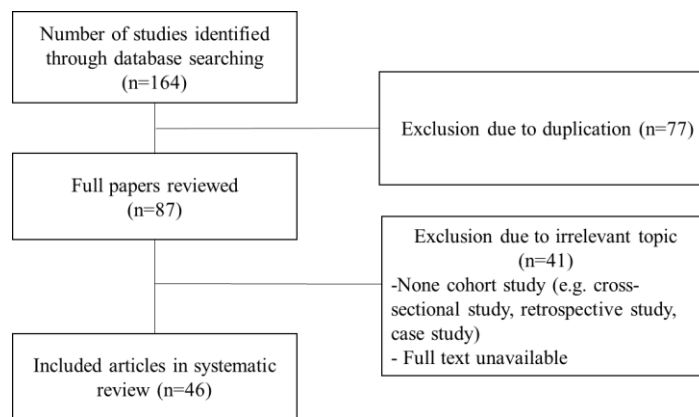 Number of studies identified
through database searching
(n=164)
Exclusion due to duplication (n=77)
Full papers reviewed
(n=87)
Exclusion due to irrelevant topic
(n=41)
-None cohort study (e.g. cross-
sectional study, retrospective study,
case study)
- Full text unavailable
Included articles in systematic
review (n=46)